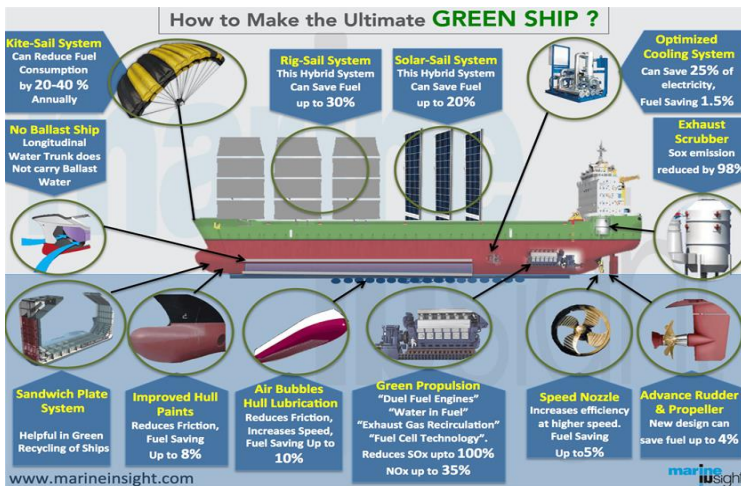 How to Make the Ultimate GREEN SHIP ?
Kite-Sail System
Can Reduce Fuel
Consumption
by 20-40 %
Annually
Rig-Sail System
This Hybrid System
Can Save Fuel
up to 30%
Solar-Sail System
This Hybrid System
Can Save Fuel
up to 20%
Optimized
Cooling System
Can Save 25% of
electricity,
Fuel Saving 1.5%
No Ballast Ship
Longitudinal
Water Trunk does
Not carry Ballast
Water
Exhaust
Scrubber
Sox emission
reduced by 98%
Sandwich Plate
System
Helpful in Green
Recycling of Ships
Improved Hull
Paints
Reduces Friction,
Fuel Saving
Up to 8%
Air Bubbles
Hull Lubrication
Reduces Friction,
Increases Speed,
Fuel Saving Up to
10%
Green Propulsion
“Duel Fuel Engines”
“Water in Fuel”
“Exhaust Gas Recirculation”
“Fuel Cell Technology”.
Reduces SOx upto 100%
NOx up to 35%
Speed Nozzle
Increases efficiency
at higher speed.
Fuel Saving
Up to5%
Advance Rudder
& Propeller
New design can
save fuel up to 4%
www.marineinsight.com
marine
insight